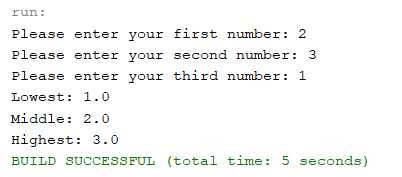 run:
Please enter your first number: 2
Please enter your second number: 3
Please enter your third number: 1
Lowest: 1.0
Middle: 2.0
Highest: 3.0
BUILD SUCCESSFUL (total time: 5 seconds)